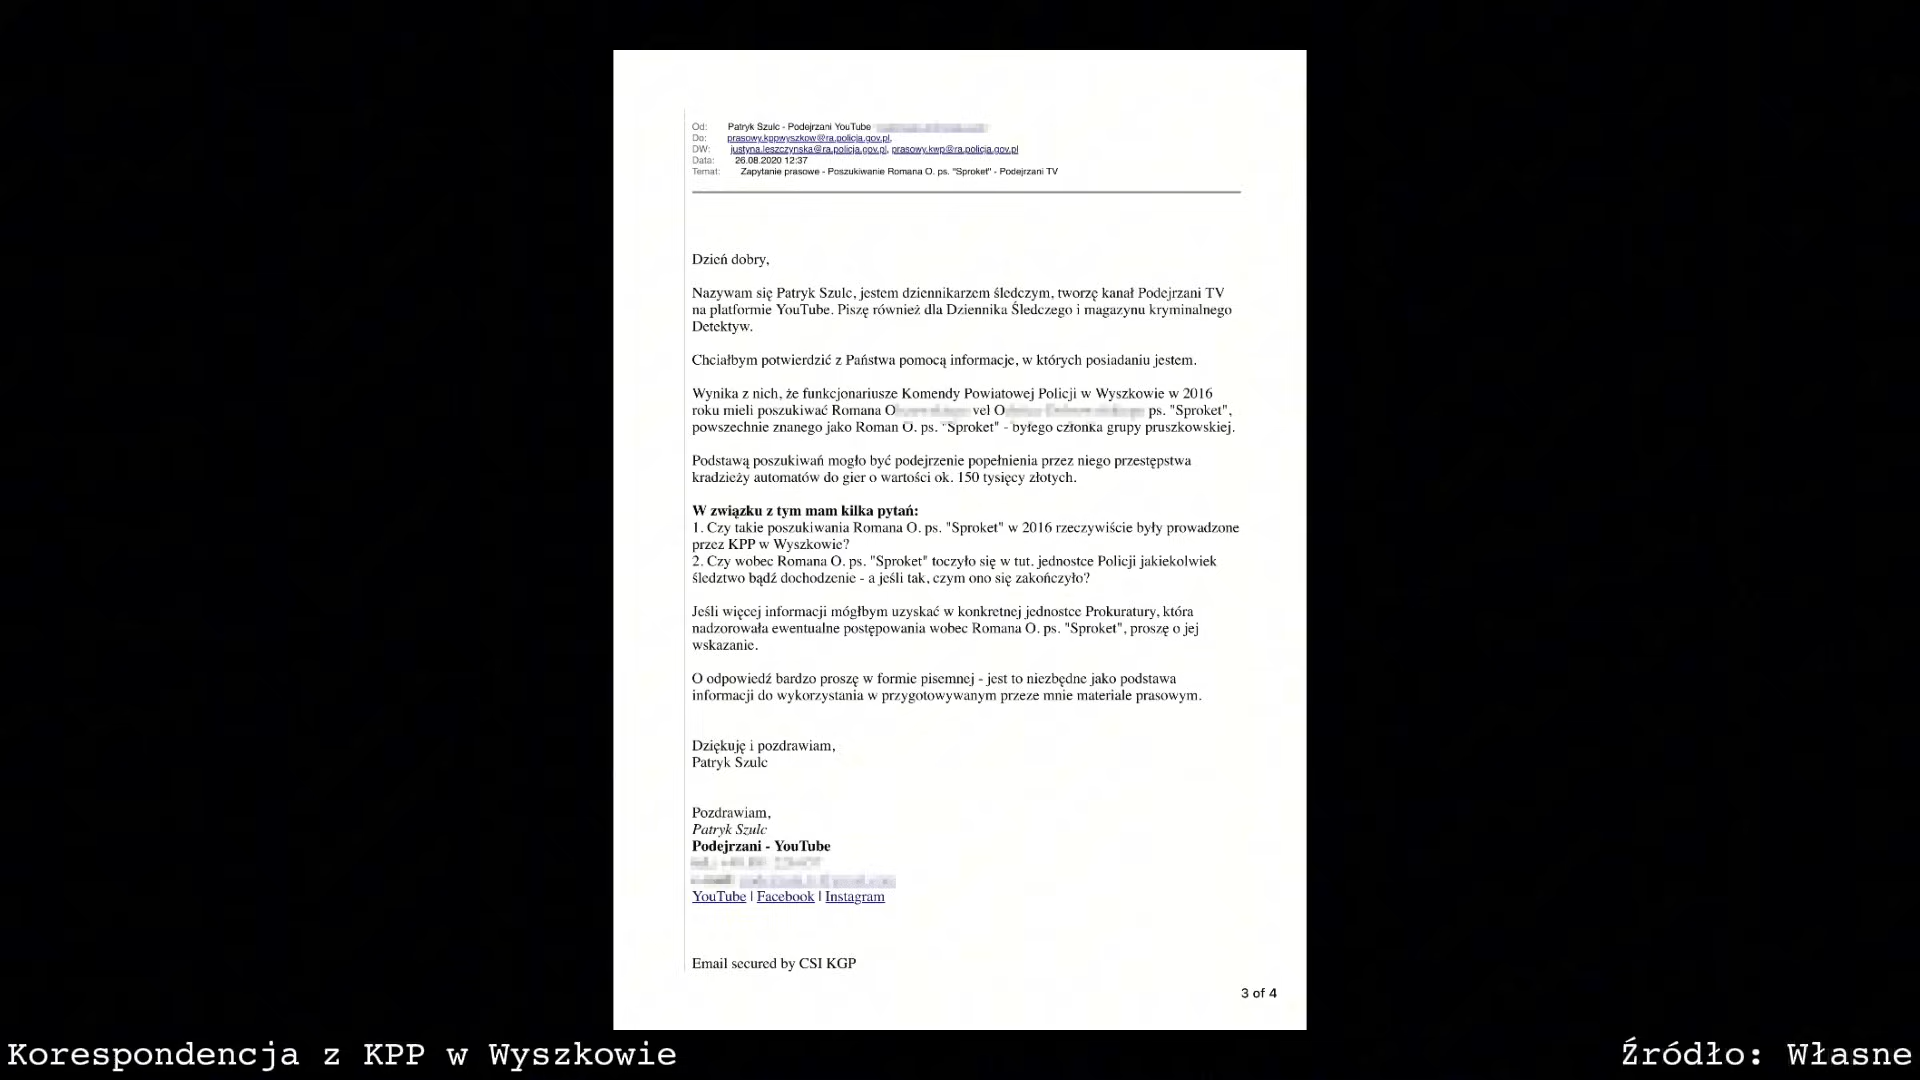 Od: Patryk Szulc - Podejrzani YouTube
Do: prasowy.kppwyszkow@ra.policja.gov.pl,
DW: justyna.leszczynska@ra.policja.gov.pl, prasowy.kwp@ra.policja.gov.pl
Data: 26.08.2020 12:37
Temat: Zapytanie prasowe - Poszukiwanie Romana O. ps. "Sproket" - Podejrzani TV
Dzień dobry,
Nazywam się Patryk Szulc, jestem dziennikarzem śledczym, tworzę kanał Podejrzani TV
na platformie YouTube. Piszę również dla Dziennika Śledczego i magazynu kryminalnego
Detektyw.
Chciałbym potwierdzić z Państwa pomocą informacje, w których posiadaniu jestem.
Wynika z nich, że funkcjonariusze Komendy Powiatowej Policji w Wyszkowie w 2016
roku mieli poszukiwać Romana O vel O ps. "Sproket",
powszechnie znanego jako Roman O. ps. "Sproket" - byłego członka grupy pruszkowskiej.
Podstawą poszukiwań mogło być podejrzenie popełnienia przez niego przestępstwa
kradzieży automatów do gier o wartości ok. 150 tysięcy złotych.
W związku z tym mam kilka pytań:
1. Czy takie poszukiwania Romana O. ps. "Sproket" w 2016 rzeczywiście były prowadzone
przez KPP w Wyszkowie?
2. Czy wobec Romana O. ps. "Sproket" toczyło się w tut. jednostce Policji jakiekolwiek
śledztwo bądź dochodzenie - a jeśli tak, czym ono się zakończyło?
Jeśli więcej informacji mógłbym uzyskać w konkretnej jednostce Prokuratury, która
nadzorowała ewentualne postępowania wobec Romana O. ps. "Sproket", proszę o jej
wskazanie.
O odpowiedź bardzo proszę w formie pisemnej - jest to niezbędne jako podstawa
informacji do wykorzystania w przygotowywanym przeze mnie materiale prasowym.
Dziękuję i pozdrawiam,
Patryk Szulc
Pozdrawiam,
Patryk Szulc
Podejrzani - YouTube
YouTube | Facebook | Instagram
Email secured by CSI KGP
3 of 4
Korespondencja z KPP w Wyszkowie
Źródło: Własne